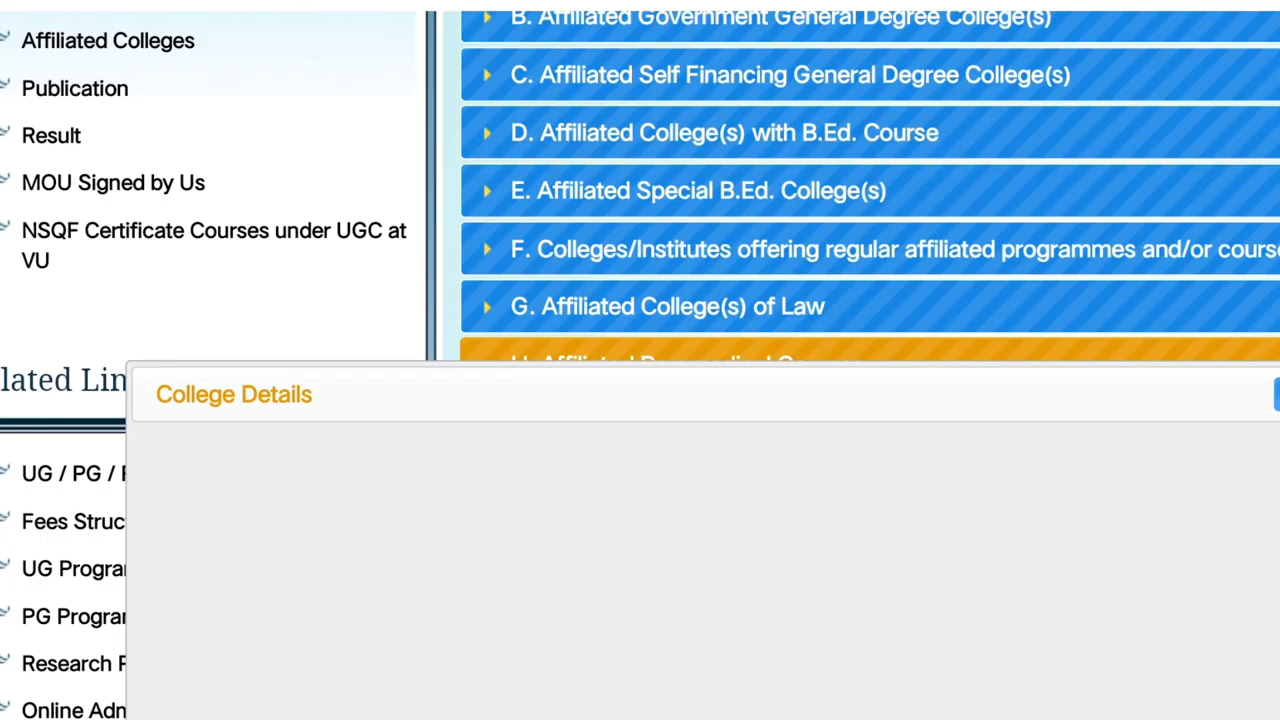 Affiliated Colleges
Publication
Result
MOU Signed by Us
NSQF Certificate Courses under UGC at
VU
lated Lin
UG / PG /
Fees Struc
UG Progra
PG Progra
Research
Online Adn
B. Affiliated Government General Degree College(s)
C. Affiliated Self Financing General Degree College(s)
D. Affiliated College(s) with B.Ed. Course
E. Affiliated Special B.Ed. College(s)
F. Colleges/Institutes offering regular affiliated programmes and/or cours
G. Affiliated College(s) of Law
H. Affiliated
College Details